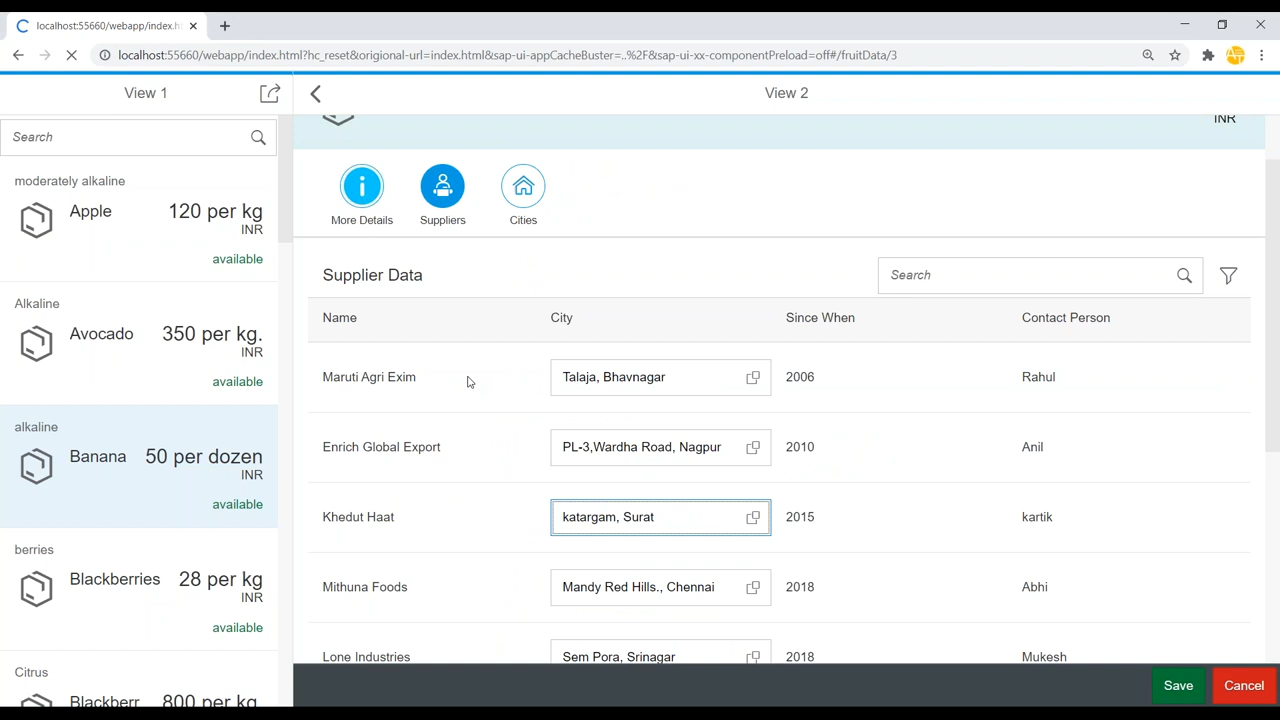 localhost:55660/webapp/index.h
localhost:55660/webapp/index.html?hc_reset&origional-url=index.html&sap-ui-appCacheBuster=..%2F&sap-ui-xx-componentPreload=off#/fruitData/3
View 1
View 2
INR
Search
moderately alkaline
Apple 120 per kg
INR
available
Alkaline
Avocado 350 per kg.
INR
available
alkaline
Banana 50 per dozen
INR
available
berries
Blackberries 28 per kg
INR
available
Citrus
Blackberr 800 per kg.
More Details Suppliers Cities
Supplier Data Search
Name City Since When Contact Person
Maruti Agri Exim Talaja, Bhavnagar 2006 Rahul
Enrich Global Export PL-3,Wardha Road, Nagpur 2010 Anil
Khedut Haat katargam, Surat 2015 kartik
Mithuna Foods Mandy Red Hills., Chennai 2018 Abhi
Lone Industries Sem Pora, Srinagar 2018 Mukesh
Save Cancel